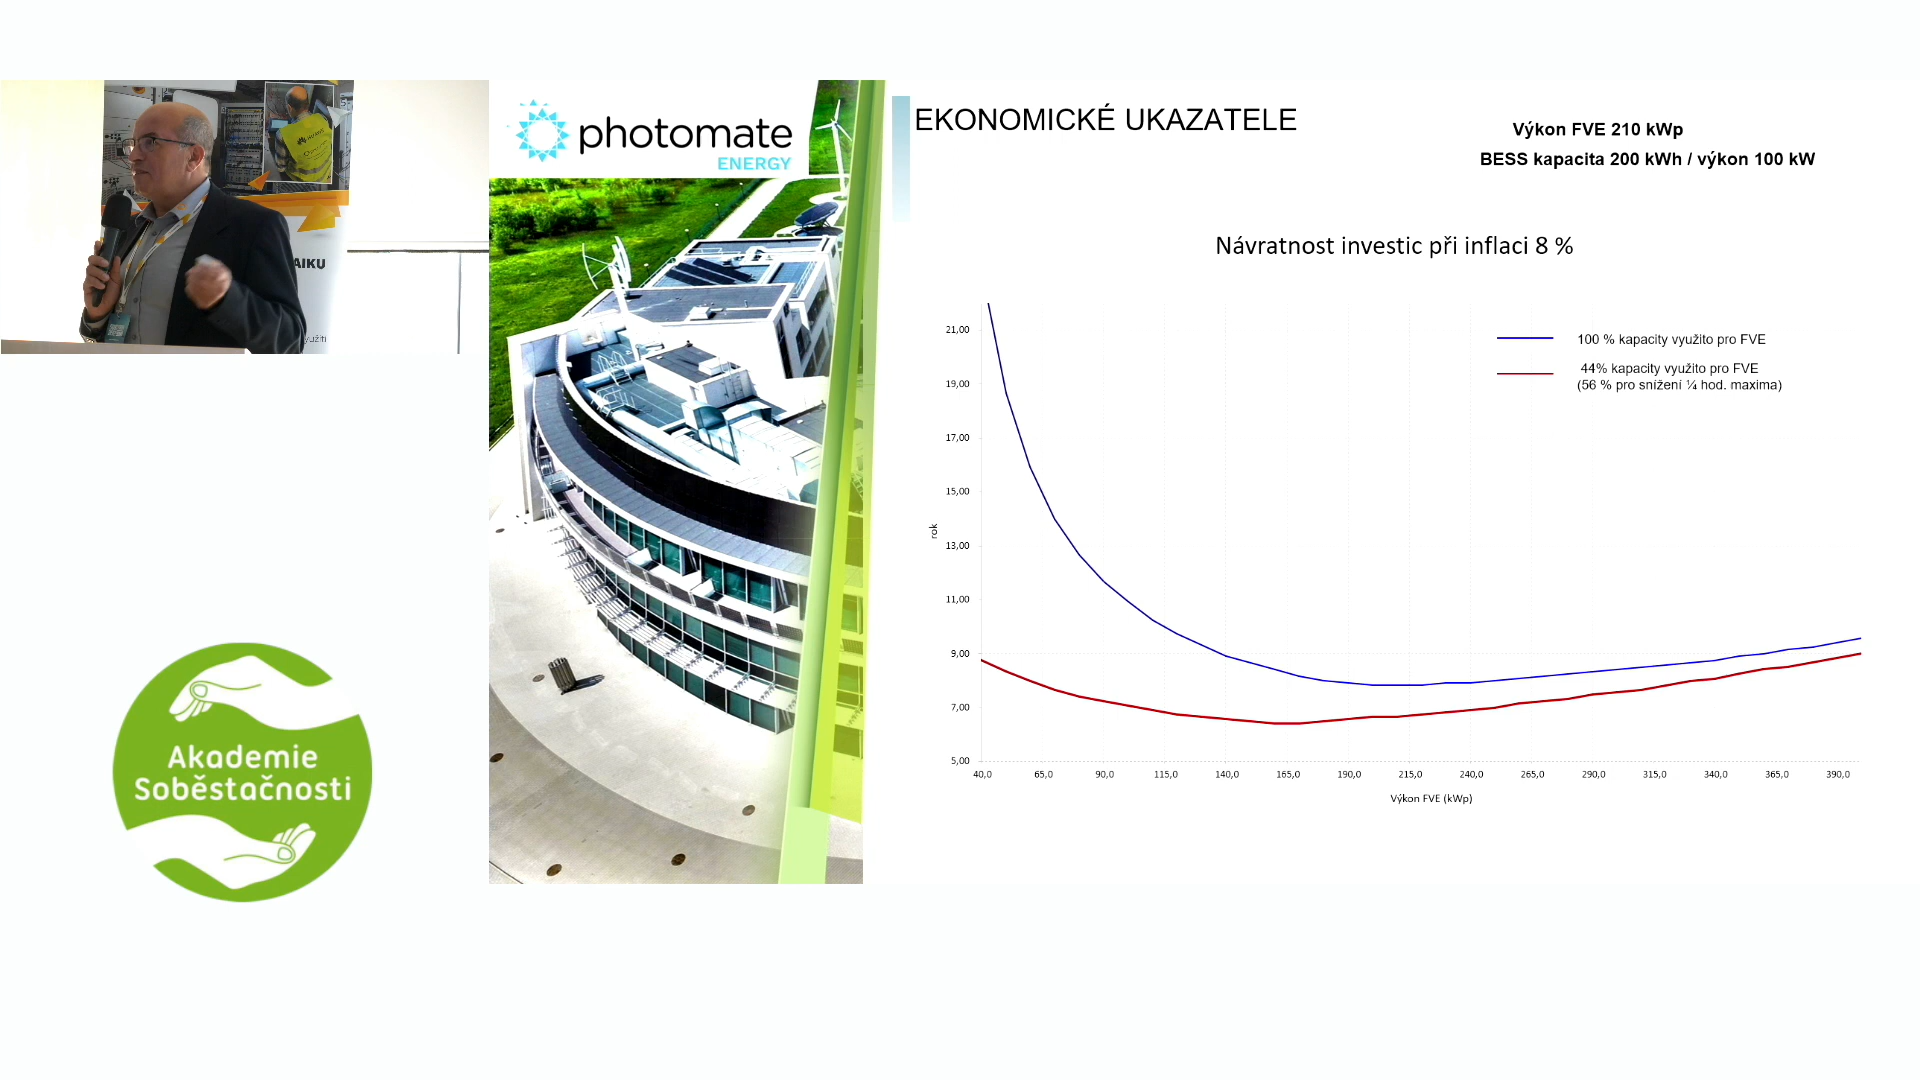 HUAWEI
AIKU
yužití
Akademie
Soběstačnosti
photomate
ENERGY
EKONOMICKÉ UKAZATELE
Výkon FVE 210 kWp
BESS kapacita 200 kWh / výkon 100 kW
Návratnost investic při inflaci 8 %
100 % kapacity využito pro FVE
44% kapacity využito pro FVE
(56 % pro snížení ¼ hod. maxima)
21,00
19,00
17,00
15,00
13,00
11,00
9,00
7,00
5,00
rok
40,0 65,0 90,0 115,0 140,0 165,0 190,0 215,0 240,0 265,0 290,0 315,0 340,0 365,0 390,0
Výkon FVE (kWp)